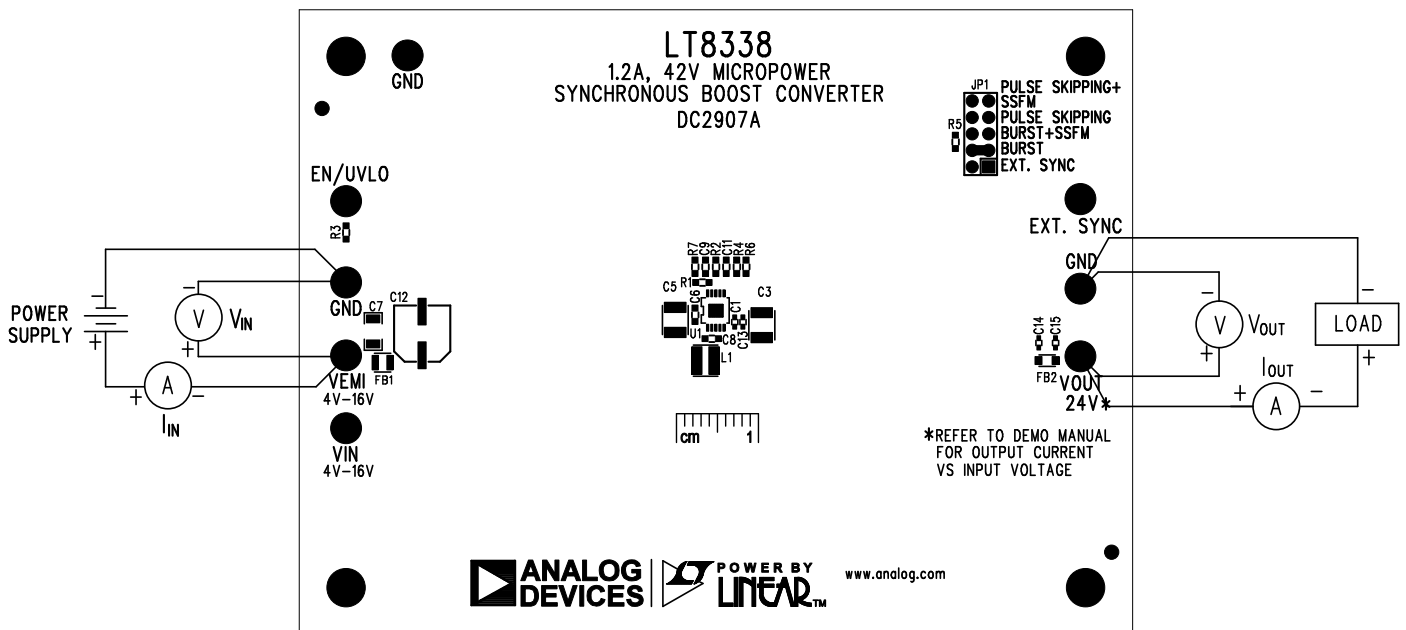 LT8338
1.2A, 42V MICROPOWER
SYNCHRONOUS BOOST CONVERTER
DC2907A
GND
JP1
PULSE SKIPPING+
SSFM
PULSE SKIPPING
BURST+SSFM
BURST
EXT. SYNC
R5
EN/UVLO
R3
EXT. SYNC
GND
POWER
SUPPLY
-
+
V
VIN
-
+
A
+
-
IIN
GND
C7
C12
FB1
VEMI
4V-16V
VIN
4V-16V
R7
C9
R2
C11
R4
R6
R1
C5
C6
C1
C3
U1
C8
C13
L1
cm 1
C14
C15
FB2
VOUT
24V*
-
V
+
VOUT
-
LOAD
+
IOUT
+
A
-
*REFER TO DEMO MANUAL
FOR OUTPUT CURRENT
VS INPUT VOLTAGE
ANALOG
DEVICES
LT
POWER BY
LINEAR™
www.analog.com